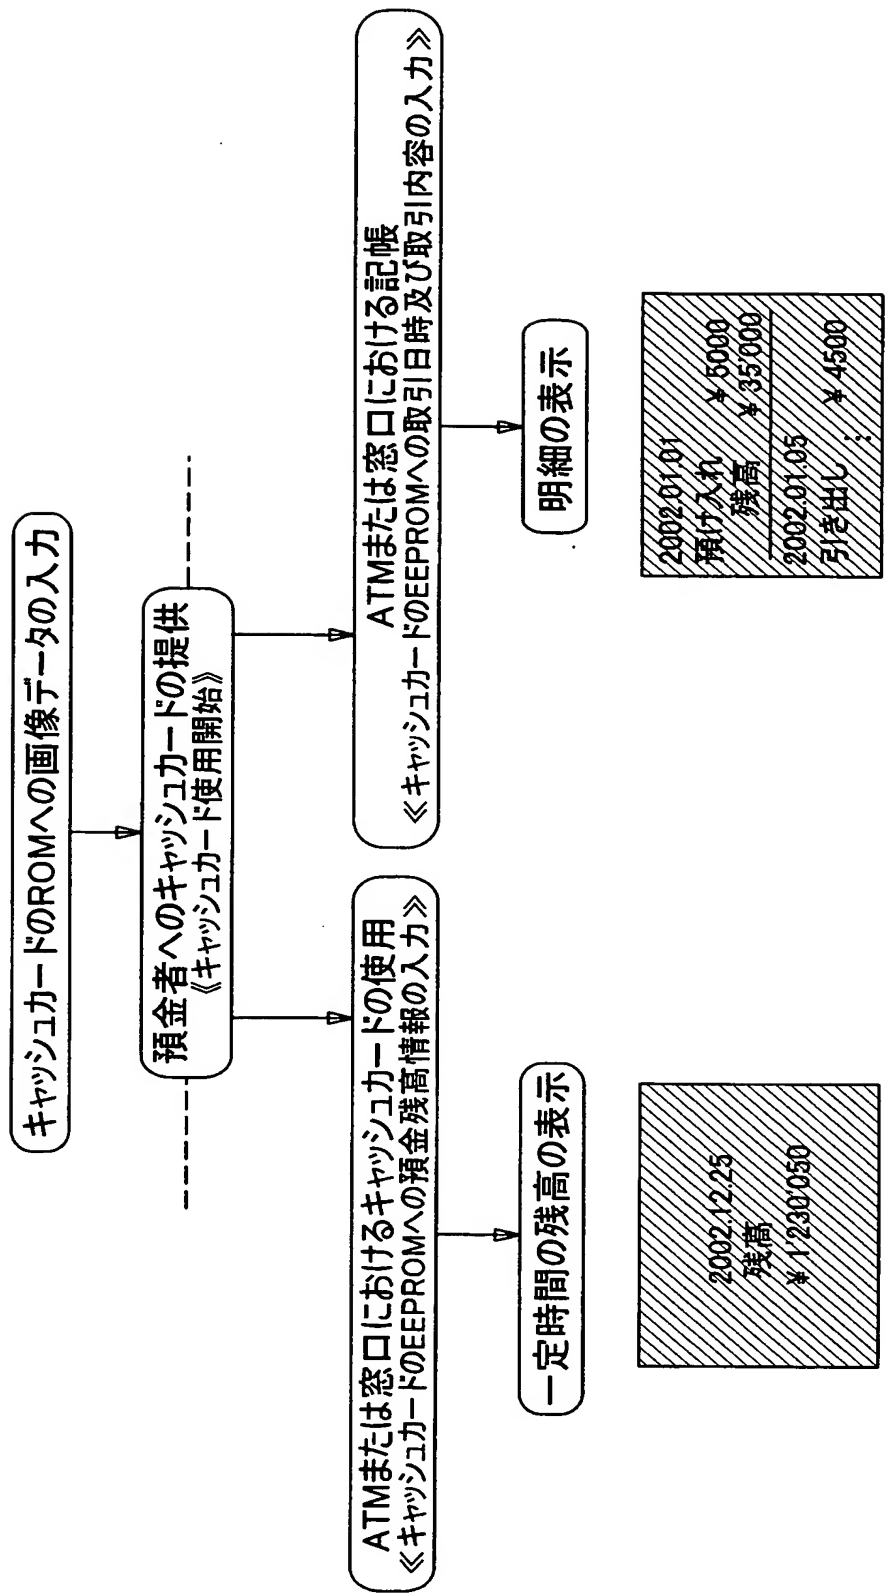 キャッシュカードのROMへの画像データの入力
預金者へのキャッシュカードの提供
《キャッシュカード使用開始》
ATMまたは窓口におけるキャッシュカードの使用
《キャッシュカードのEEPROMへの預金残高情報の入力》
一定時間の残高の表示
2002.12.25
残高
¥1'230'050
ATMまたは窓口における記帳
《キャッシュカードのEEPROMへの取引日時及び取引内容の入力》
明細の表示
2002.01.01
預け入れ ¥5000
残高 ¥35'000
2002.01.05
引き出し ¥4500
:
: